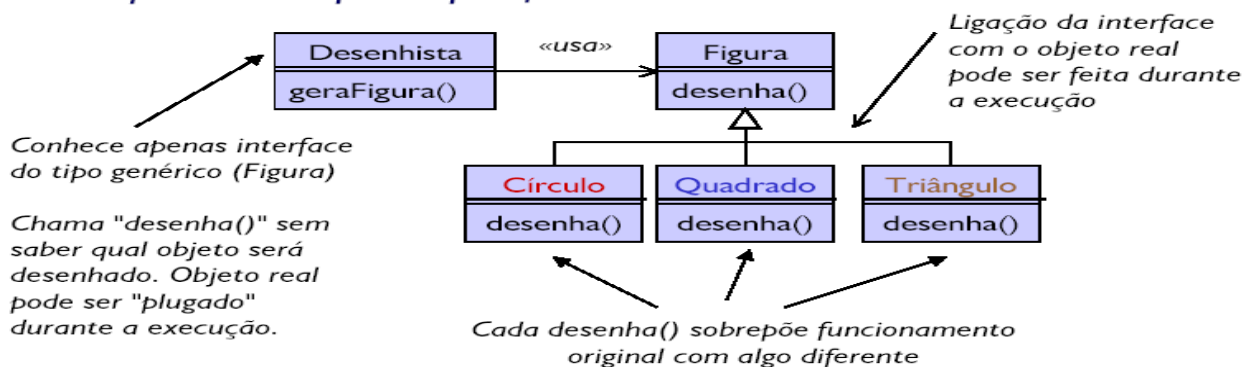 Desenhista
geraFigura()
«usa»
Figura
desenha()
Ligação da interface
com o objeto real
pode ser feita durante
a execução
Conhece apenas interface
do tipo genérico (Figura)
Chama "desenha()" sem
saber qual objeto será
desenhado. Objeto real
pode ser "plugado"
durante a execução.
Círculo
desenha()
Quadrado
desenha()
Triângulo
desenha()
Cada desenha() sobrepõe funcionamento
original com algo diferente